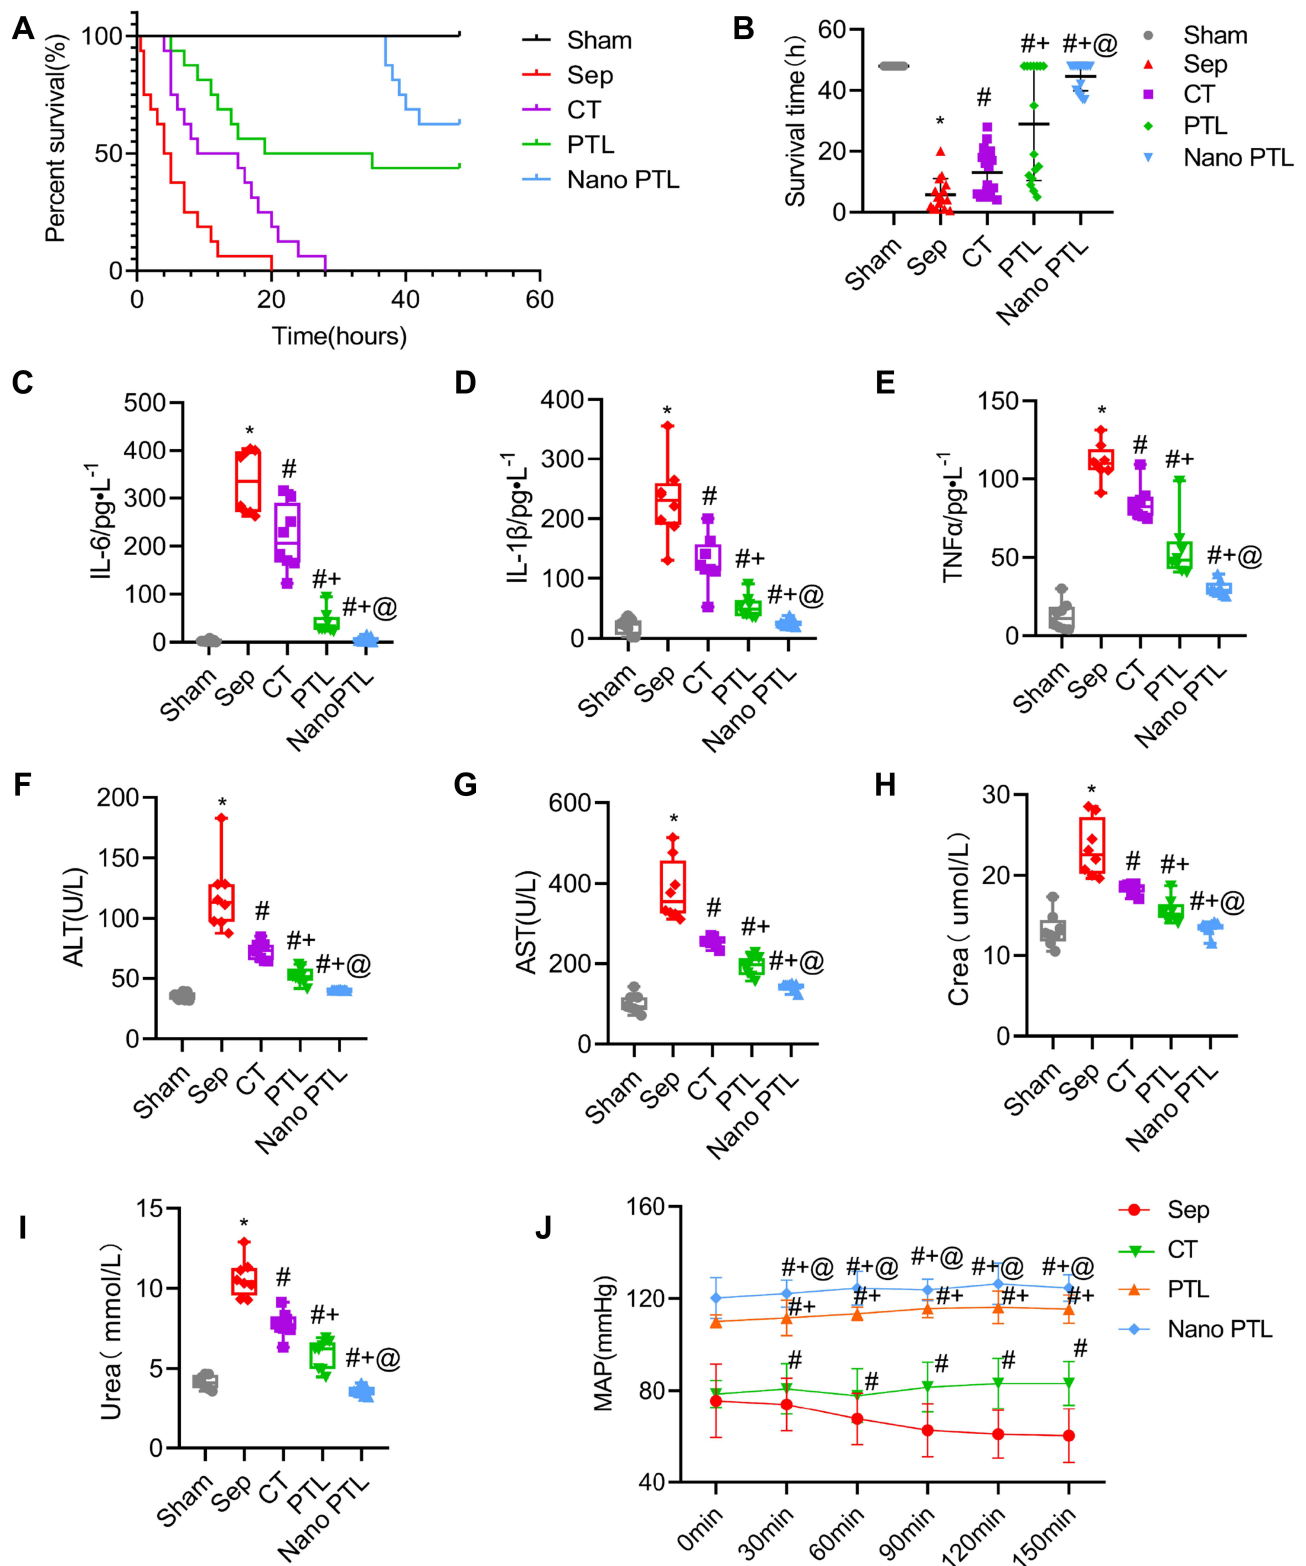 A
Percent survival(%)
100
50
0
0 20 40 60
Time(hours)
Sham
Sep
CT
PTL
Nano PTL
B
Survival time(h)
60
40
20
0
*
#
#+
#+@
Sham
Sep
CT
PTL
Nano PTL
Sham
Sep
CT
PTL
Nano PTL
C
IL-6/pg•L-1
500
400
300
200
100
0
*
#
#+
#+@
Sham
Sep
CT
PTL
NanoPTL
D
IL-1β/pg•L-1
400
300
200
100
0
*
#
#+
#+@
Sham
Sep
CT
PTL
Nano PTL
E
TNFα/pg•L-1
150
100
50
0
*
#
#+
#+@
Sham
Sep
CT
PTL
Nano PTL
F
ALT(U/L)
200
150
100
50
0
*
#
#+
#+@
Sham
Sep
CT
PTL
Nano PTL
G
AST(U/L)
600
400
200
0
*
#
#+
#+@
Sham
Sep
CT
PTL
Nano PTL
H
Crea( umol/L)
30
20
10
0
*
#
#+
#+@
Sham
Sep
CT
PTL
Nano PTL
I
Urea( mmol/L)
15
10
5
0
*
#
#+
#+@
Sham
Sep
CT
PTL
Nano PTL
J
MAP(mmHg)
160
120
80
40
#+@ #+@ #+@ #+@ #+@
#+ #+ #+ #+ #+
# # # # #
0min
30min
60min
90min
120min
150min
Sep
CT
PTL
Nano PTL